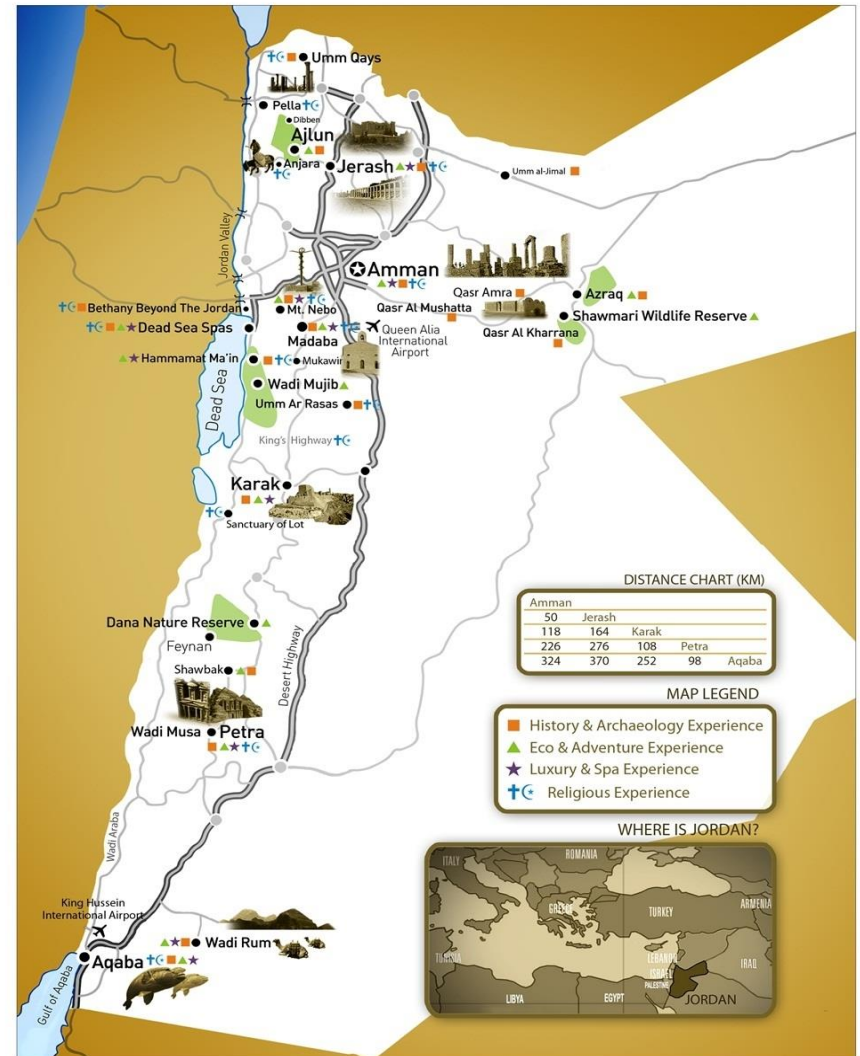 Umm Qays
Pella
Dibben
Ajlun
Anjara
Jerash
Umm al-Jimal
Jordan Valley
Amman
Qasr Amra
Azraq
Bethany Beyond The Jordan
Mt. Nebo
Qasr Al Mushatta
Shawmari Wildlife Reserve
Dead Sea Spas
Madaba
Queen Alia
International
Airport
Qasr Al Kharrana
Hammamat Ma'in
Mukawir
Dead Sea
Wadi Mujib
Umm Ar Rasas
King's Highway
Karak
Sanctuary of Lot
Dana Nature Reserve
Feynan
Desert Highway
Shawbak
Wadi Musa
Petra
Wadi Araba
King Hussein
International Airport
Wadi Rum
Aqaba
Gulf of Aqaba
DISTANCE CHART (KM)
Amman
50 Jerash
118 164 Karak
226 276 108 Petra
324 370 252 98 Aqaba
MAP LEGEND
History & Archaeology Experience
Eco & Adventure Experience
Luxury & Spa Experience
Religious Experience
WHERE IS JORDAN?
ITALY
ROMANIA
GREECE
TURKEY
ARMENIA
TUNISIA
LEBANON
ISRAEL
PALESTINE
IRAQ
LIBYA
EGYPT
JORDAN